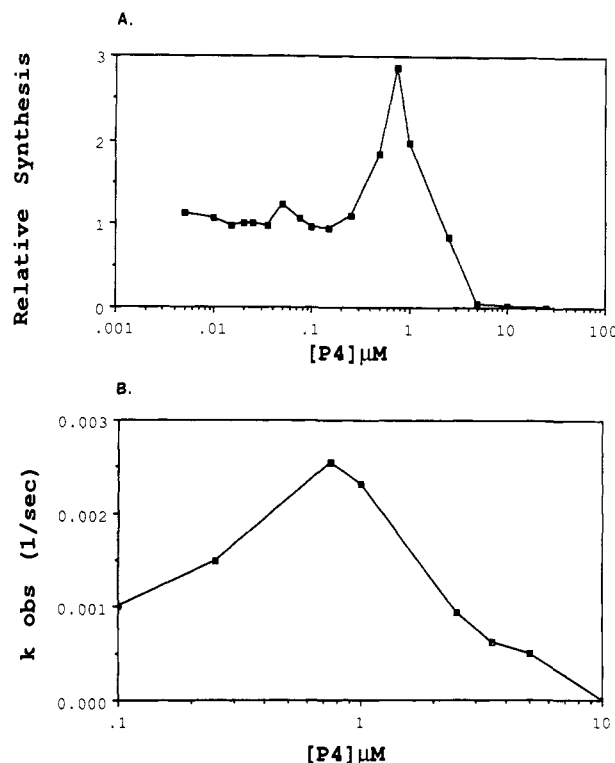 A.
Relative Synthesis
3
2
1
0
.001 .01 .1 1 10 100
[P4]µM
B.
k obs (1/sec)
0.003
0.002
0.001
0.000
.1 1 10
[P4]µM